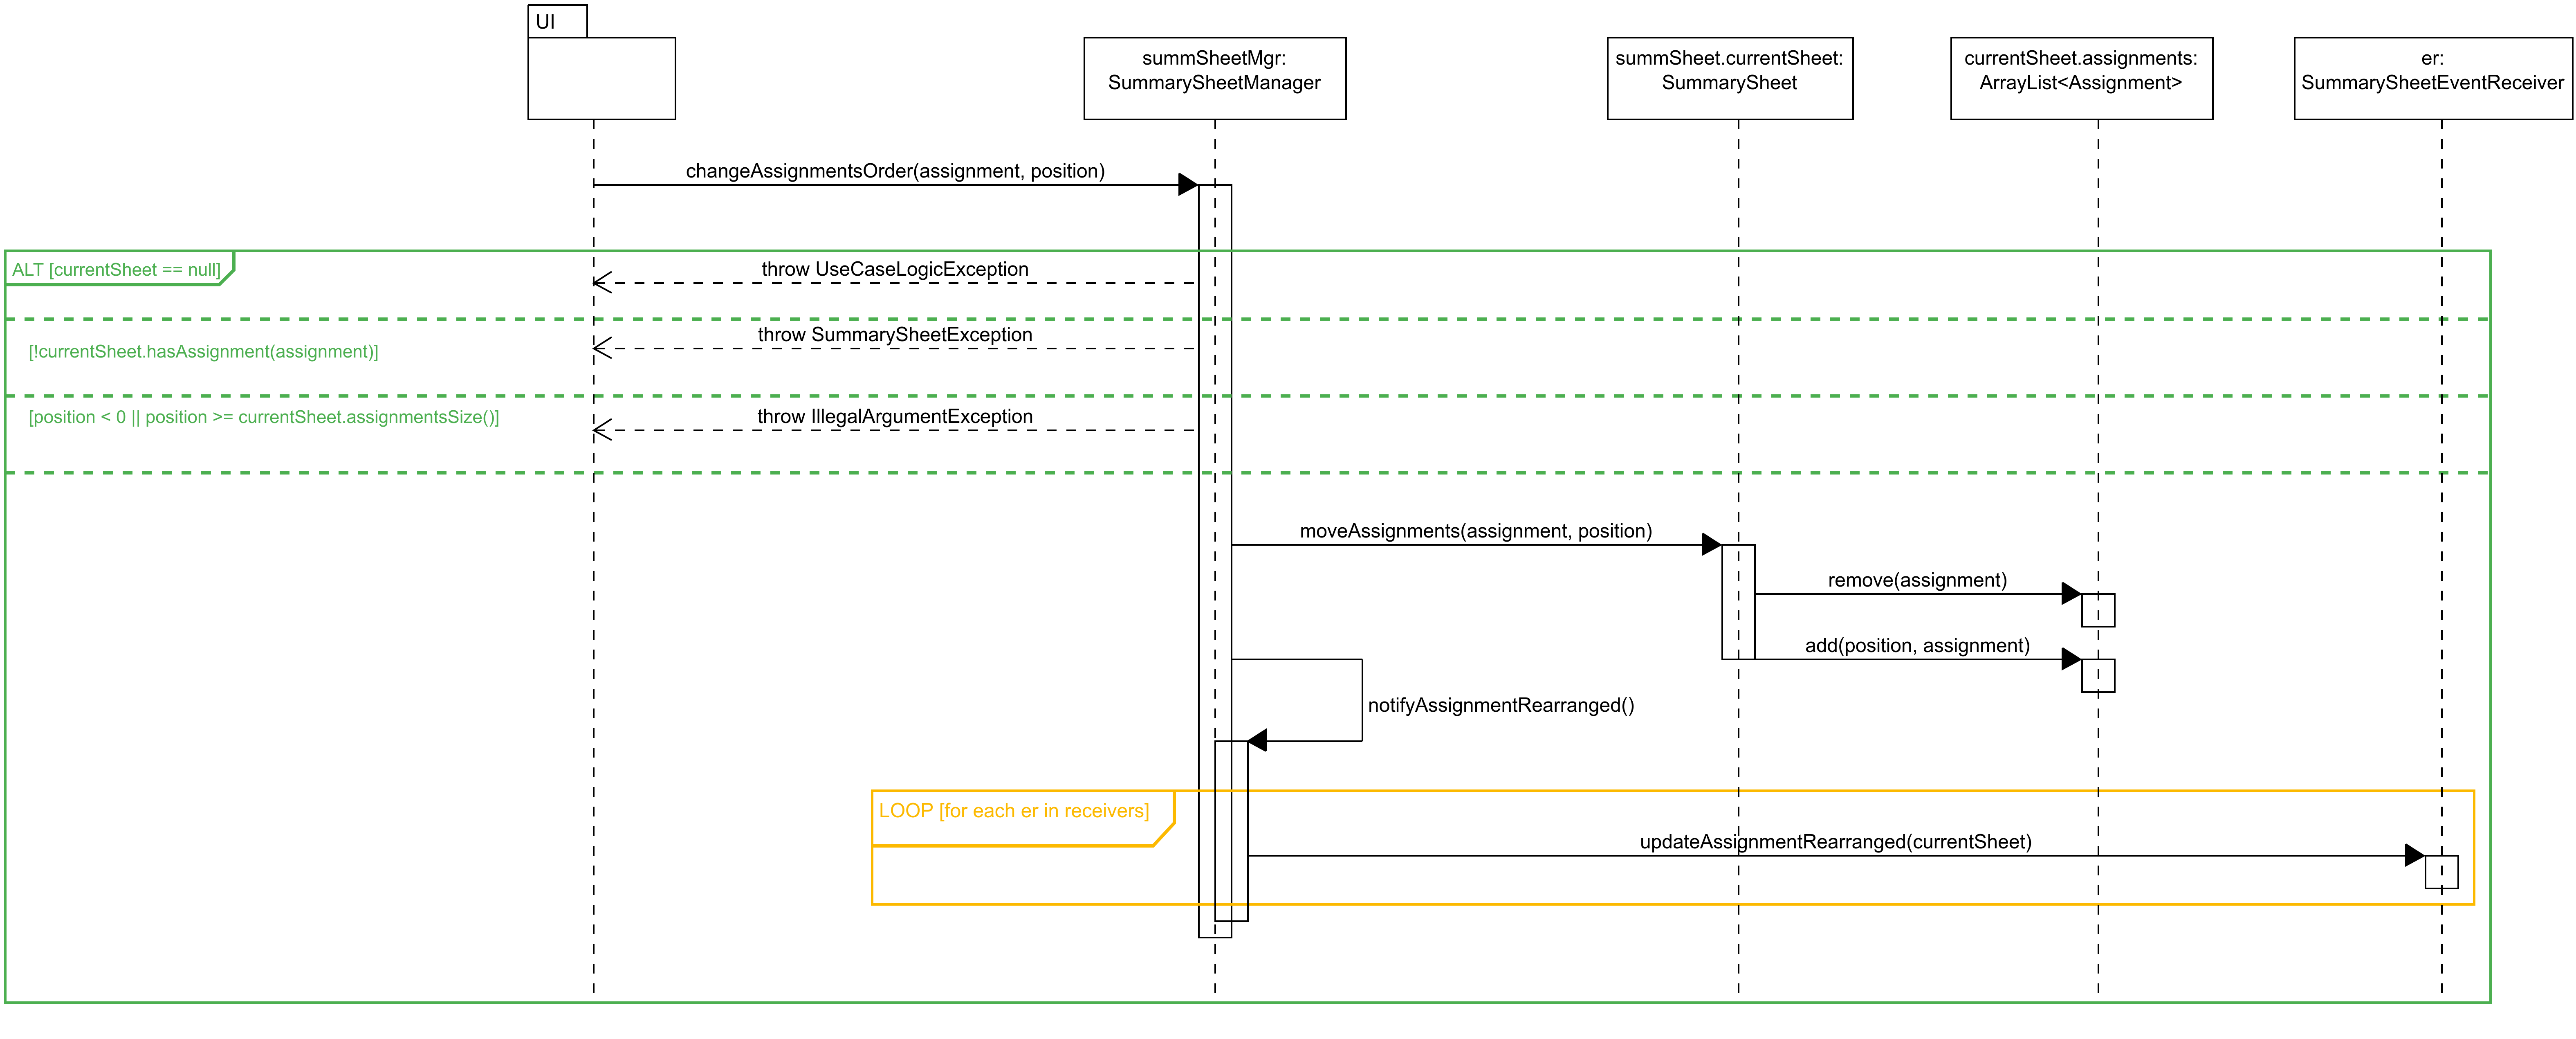 UI
summSheetMgr:
SummarySheetManager
summSheet.currentSheet:
SummarySheet
currentSheet.assignments:
ArrayList<Assignment>
er:
SummarySheetEventReceiver
changeAssignmentsOrder(assignment, position)
ALT [currentSheet == null]
throw UseCaseLogicException
throw SummarySheetException
[!currentSheet.hasAssignment(assignment)]
[position < 0 || position >= currentSheet.assignmentsSize()]
throw IllegalArgumentException
moveAssignments(assignment, position)
remove(assignment)
add(position, assignment)
notifyAssignmentRearranged()
LOOP [for each er in receivers]
updateAssignmentRearranged(currentSheet)